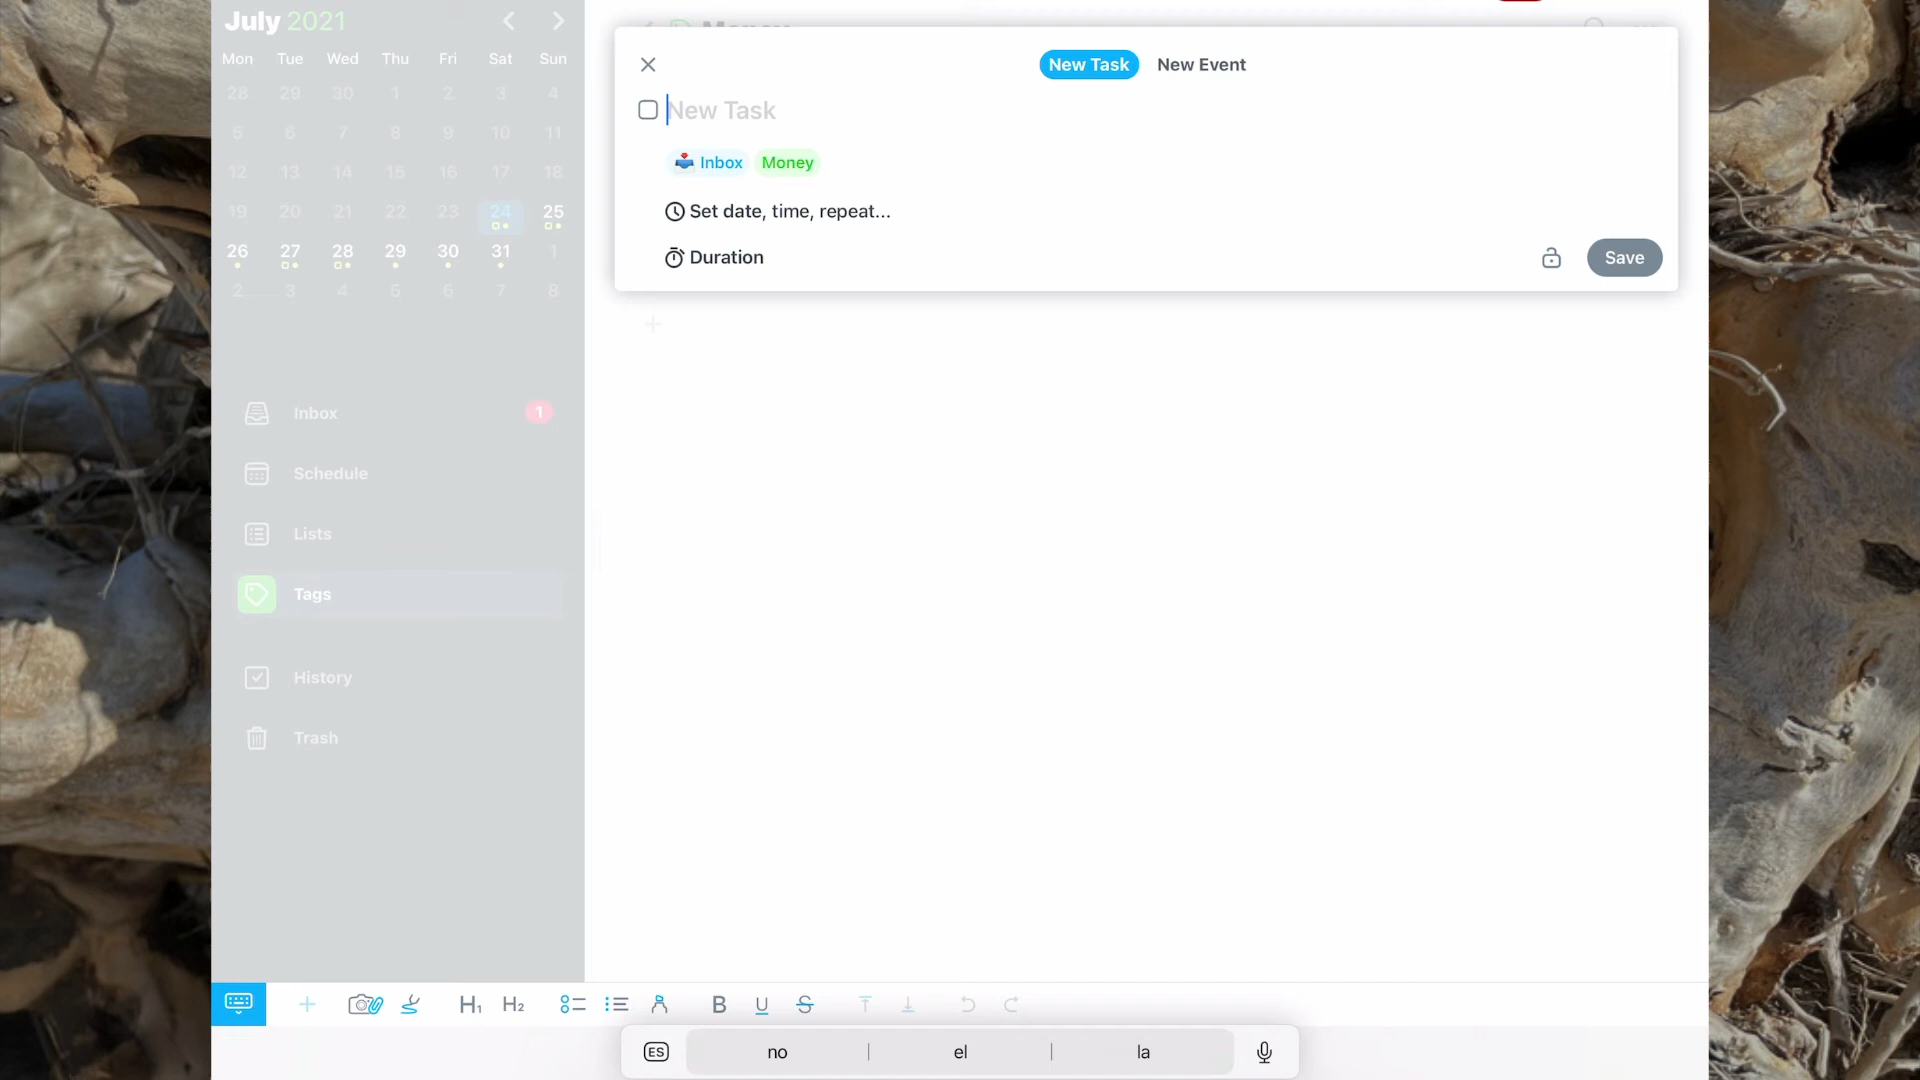 July 2021
Mon Tue Wed Thu Fri Sat Sun
28 29 30 1 2 3 4
5 6 7 8 9 10 11
12 13 14 15 16 17 18
19 20 21 22 23 24 25
26 27 28 29 30 31 1
2 3 4 5 6 7 8
Inbox 1
Schedule
Lists
Tags
History
Trash
Money
New Task New Event
New Task
Inbox Money
Set date, time, repeat...
Duration
Save
H1 H2 B U S
ES no el la